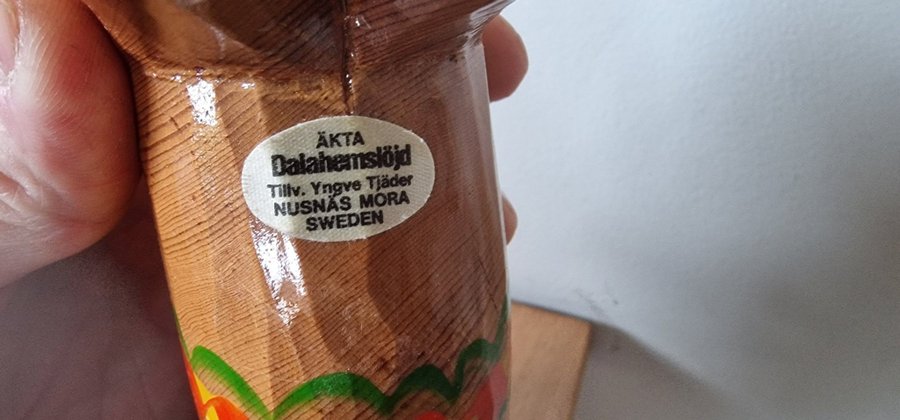 ÄKTA
Dalahemslöjd
Tillv. Yngve Tjäder
NUSNÄS MORA
SWEDEN